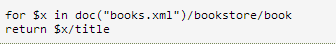 for $x in doc("books.xml")/bookstore/book
return $x/title